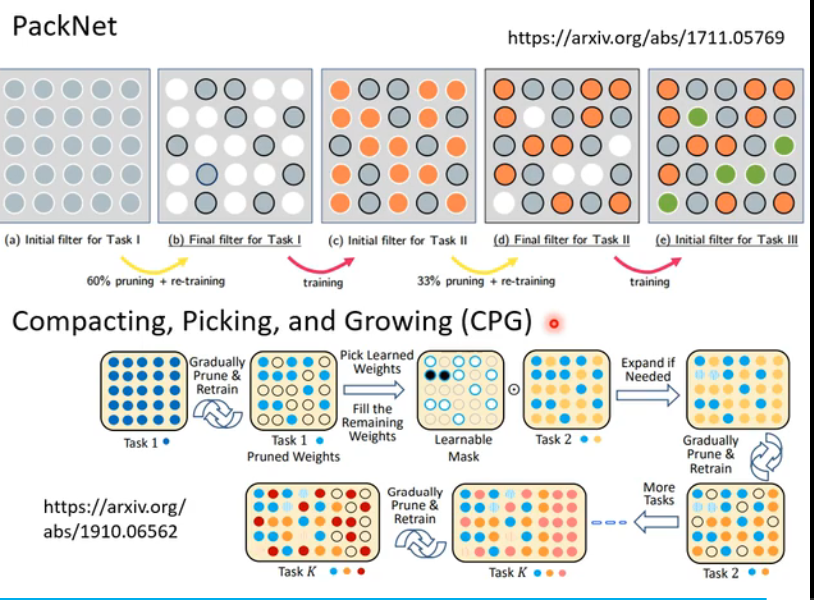 PackNet
https://arxiv.org/abs/1711.05769
(a) Initial filter for Task I
(b) Final filter for Task I
(c) Initial filter for Task II
(d) Final filter for Task II
(e) Initial filter for Task III
60% pruning + re-training
training
33% pruning + re-training
training
Compacting, Picking, and Growing (CPG)
Task 1
Gradually
Prune &
Retrain
Task 1
Pruned Weights
Pick Learned
Weights
Fill the
Remaining
Weights
Learnable
Mask
Task 2
Expand if
Needed
Gradually
Prune &
Retrain
Task 2
More
Tasks
Task K
Gradually
Prune &
Retrain
Task K
https://arxiv.org/
abs/1910.06562